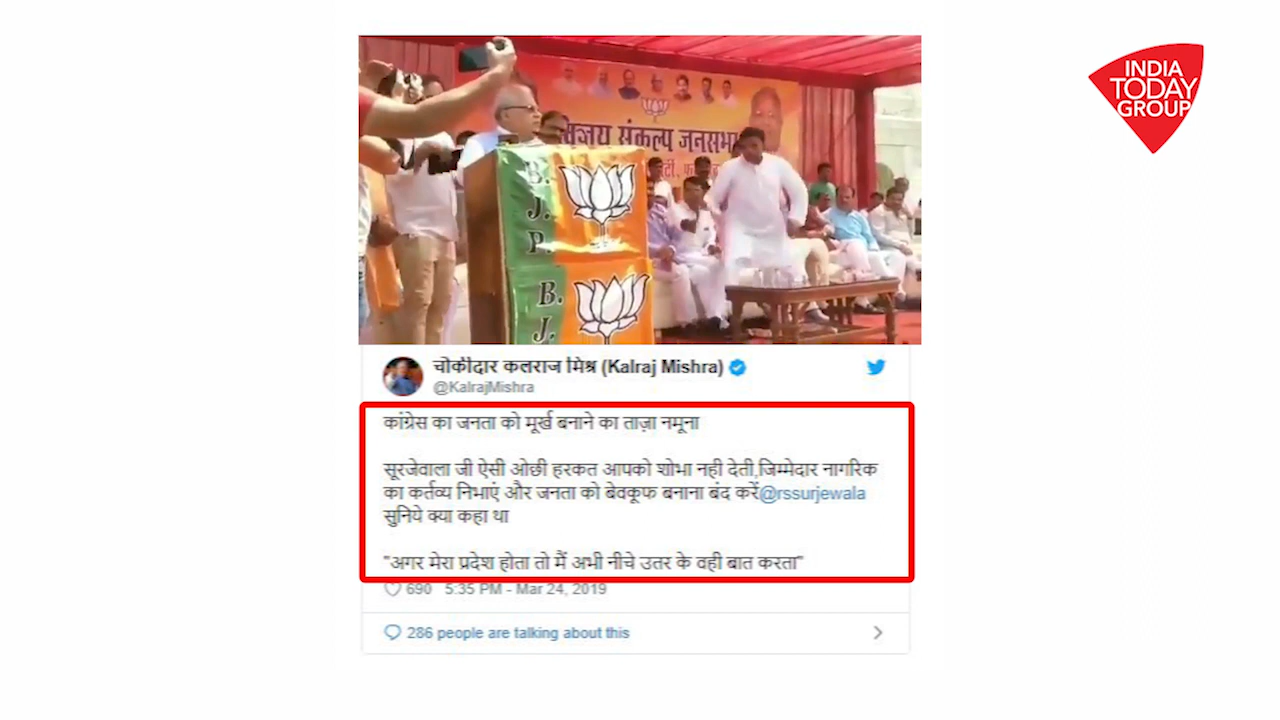 INDIA
TODAY
GROUP
विजय संकल्प जनसभा
B.
J.
P.
B.
J.
चौकीदार कलराज मिश्र (Kalraj Mishra)
@KalrajMishra
कांग्रेस का जनता को मूर्ख बनाने का ताज़ा नमूना
सूरजेवाला जी ऐसी ओछी हरकत आपको शोभा नही देती,जिम्मेदार नागरिक
का कर्तव्य निभाएं और जनता को बेवकूफ बनाना बंद करें@rssurjewala
सुनिये क्या कहा था
"अगर मेरा प्रदेश होता तो मैं अभी नीचे उतर के वही बात करता"
690 5:35 PM - Mar 24, 2019
286 people are talking about this